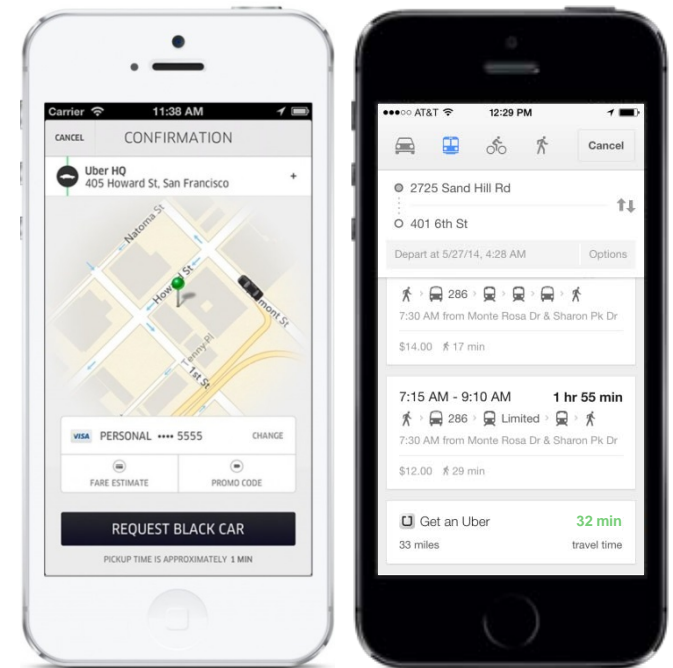 Carrier 11:38 AM
CANCEL CONFIRMATION
Uber HQ
405 Howard St, San Francisco +
Natoma St
Howard St
mont St
Tenny Pl
1st St
VISA PERSONAL •••• 5555 CHANGE
FARE ESTIMATE PROMO CODE
REQUEST BLACK CAR
PICKUP TIME IS APPROXIMATELY 1 MIN
AT&T 12:29 PM
Cancel
2725 Sand Hill Rd
401 6th St
Depart at 5/27/14, 4:28 AM Options
286
7:30 AM from Monte Rosa Dr & Sharon Pk Dr
$14.00 17 min
7:15 AM - 9:10 AM 1 hr 55 min
286 Limited
7:30 AM from Monte Rosa Dr & Sharon Pk Dr
$12.00 29 min
Get an Uber 32 min
33 miles travel time